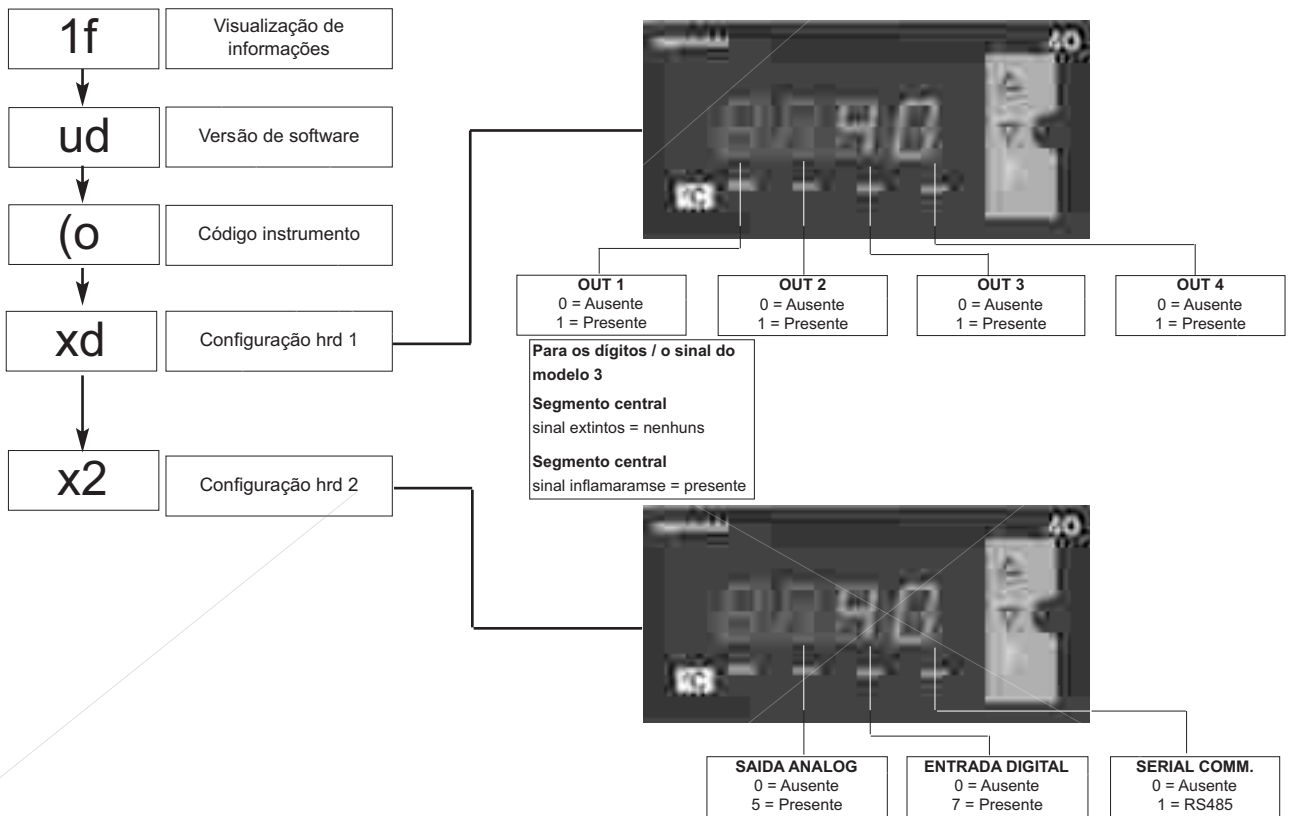 1f
Visualização de
informações
ud
Versão de software
(o
Código instrumento
xd
Configuração hrd 1
x2
Configuração hrd 2
40
90
°C
OUT 1
0 = Ausente
1 = Presente
OUT 2
0 = Ausente
1 = Presente
OUT 3
0 = Ausente
1 = Presente
OUT 4
0 = Ausente
1 = Presente
Para os dígitos / o sinal do
modelo 3
Segmento central
sinal extintos = nenhuns
Segmento central
sinal inflamaramse = presente
40
90
°C
SAIDA ANALOG
0 = Ausente
5 = Presente
ENTRADA DIGITAL
0 = Ausente
7 = Presente
SERIAL COMM.
0 = Ausente
1 = RS485